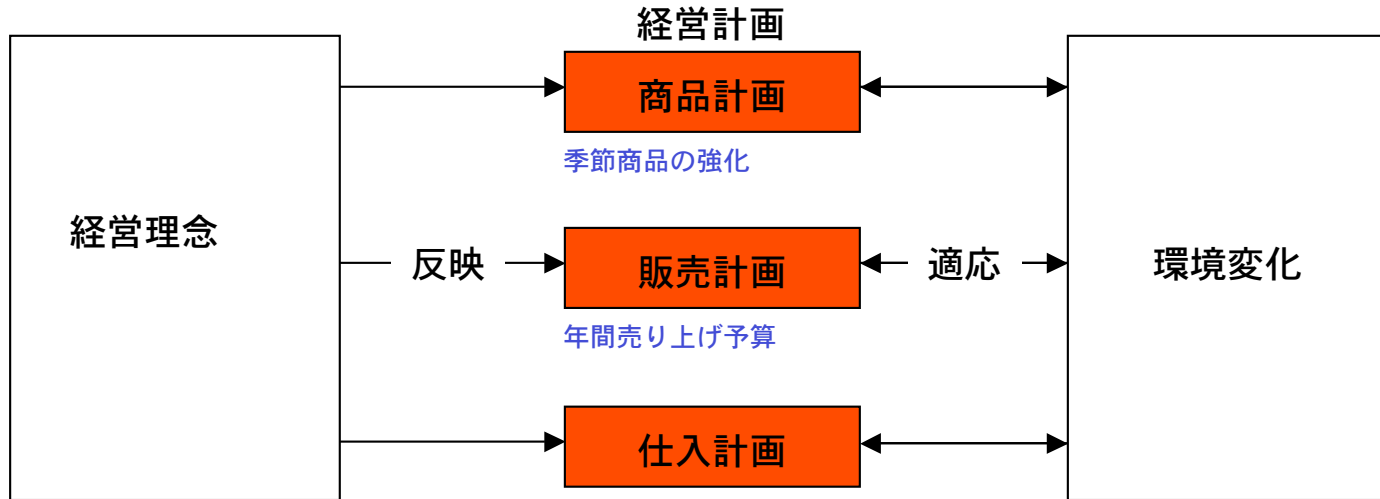 経営計画
商品計画
季節商品の強化
経営理念
反映
販売計画
適応
環境変化
年間売り上げ予算
仕入計画